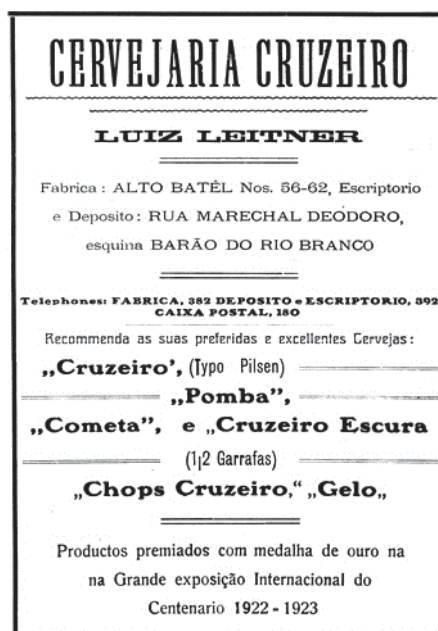 CERVEJARIA CRUZEIRO
LUIZ LEITNER
Fabrica: ALTO BATÊL Nos. 56-62, Escriptorio
e Deposito: RUA MARECHAL DEODORO,
esquina BARÃO DO RIO BRANCO
Telephones: FABRICA, 382 DEPOSITO e ESCRIPTORIO, 392
CAIXA POSTAL, 180
Recommenda as suas preferidas e excellentes Cervejas:
„Cruzeiro', (Typo Pilsen)
„Pomba”,
„Cometa”, e „Cruzeiro Escura
(1|2 Garrafas)
„Chops Cruzeiro,“ „Gelo„
Productos premiados com medalha de ouro na
na Grande exposição Internacional do
Centenario 1922 - 1923